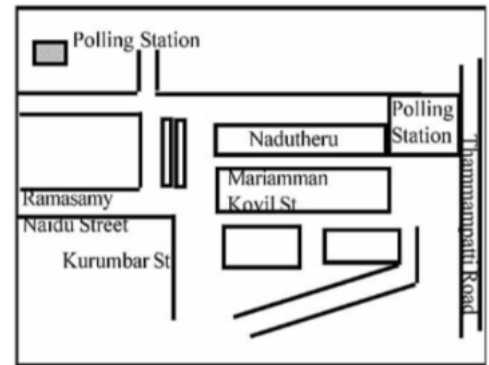 Polling Station
Polling
Station
Nadutheru
Mariamman
Kovil St
Ramasamy
Naidu Street
Kurumbar St
Thammampatti Road